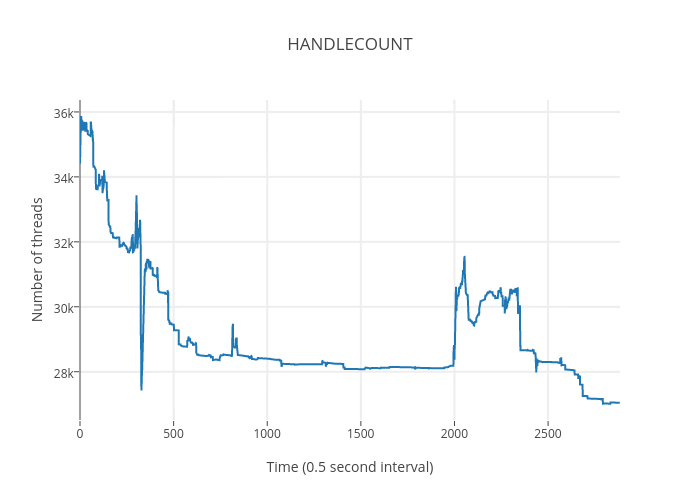 HANDLECOUNT
36k
34k
32k
30k
28k
Number of threads
0 500 1000 1500 2000 2500
Time (0.5 second interval)